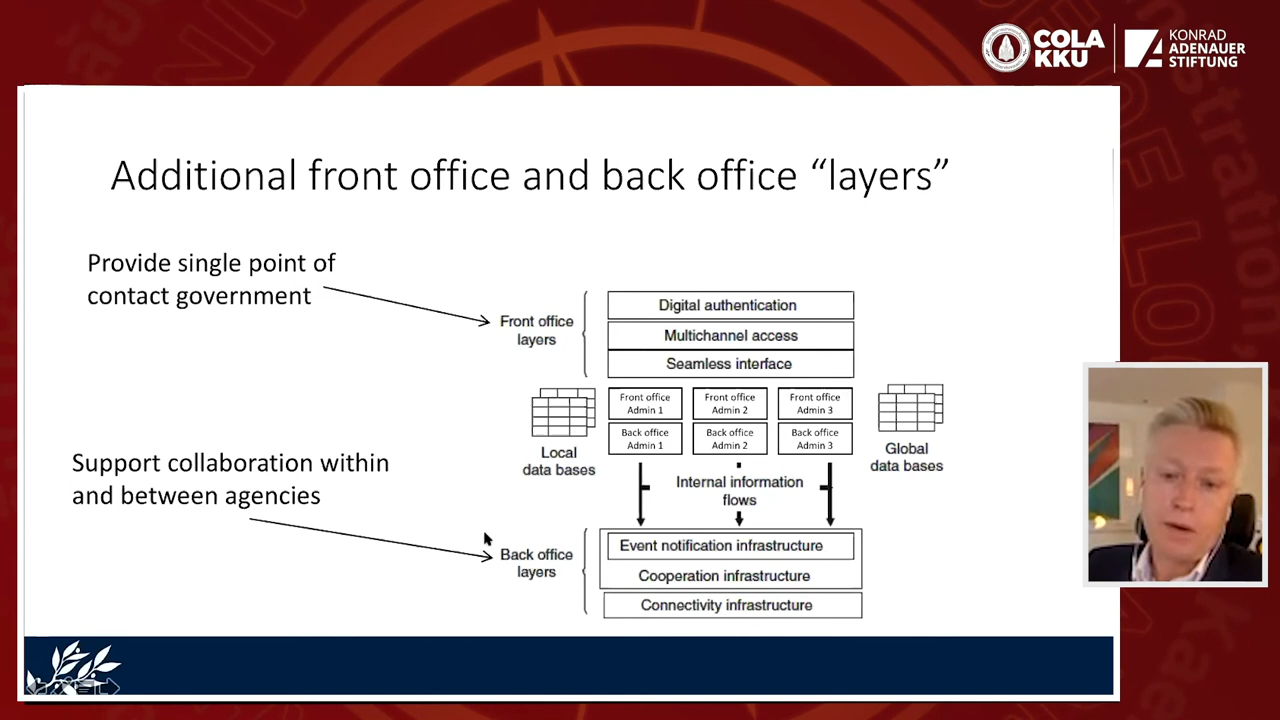 COLA
KKU
KONRAD
ADENAUER
STIFTUNG
Additional front office and back office “layers”
Provide single point of
contact government
Front office
layers
Digital authentication
Multichannel access
Seamless interface
Local
data bases
Front office
Admin 1
Front office
Admin 2
Front office
Admin 3
Back office
Admin 1
Back office
Admin 2
Back office
Admin 3
Global
data bases
Internal information
flows
Support collaboration within
and between agencies
Back office
layers
Event notification infrastructure
Cooperation infrastructure
Connectivity infrastructure